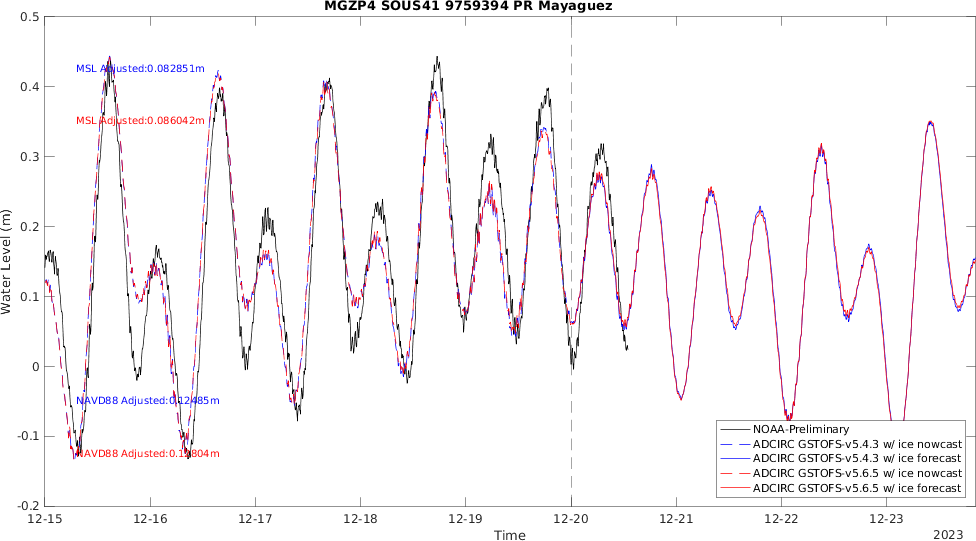 MGZP4 SOUS41 9759394 PR Mayaguez
Water Level (m)
0.5
0.4
0.3
0.2
0.1
0
-0.1
-0.2
MSL Adjusted:0.082851m
MSL Adjusted:0.086042m
NAVD88 Adjusted:0.12485m
NAVD88 Adjusted:
NOAA-Preliminary
ADCIRC GSTOFS-v5.4.3 w/ ice nowcast
ADCIRC GSTOFS-v5.4.3 w/ ice forecast
ADCIRC GSTOFS-v5.6.5 w/ ice nowcast
ADCIRC GSTOFS-v5.6.5 w/ ice forecast
12-15 12-16 12-17 12-18 12-19 12-20 12-21 12-22 12-23
Time
2023